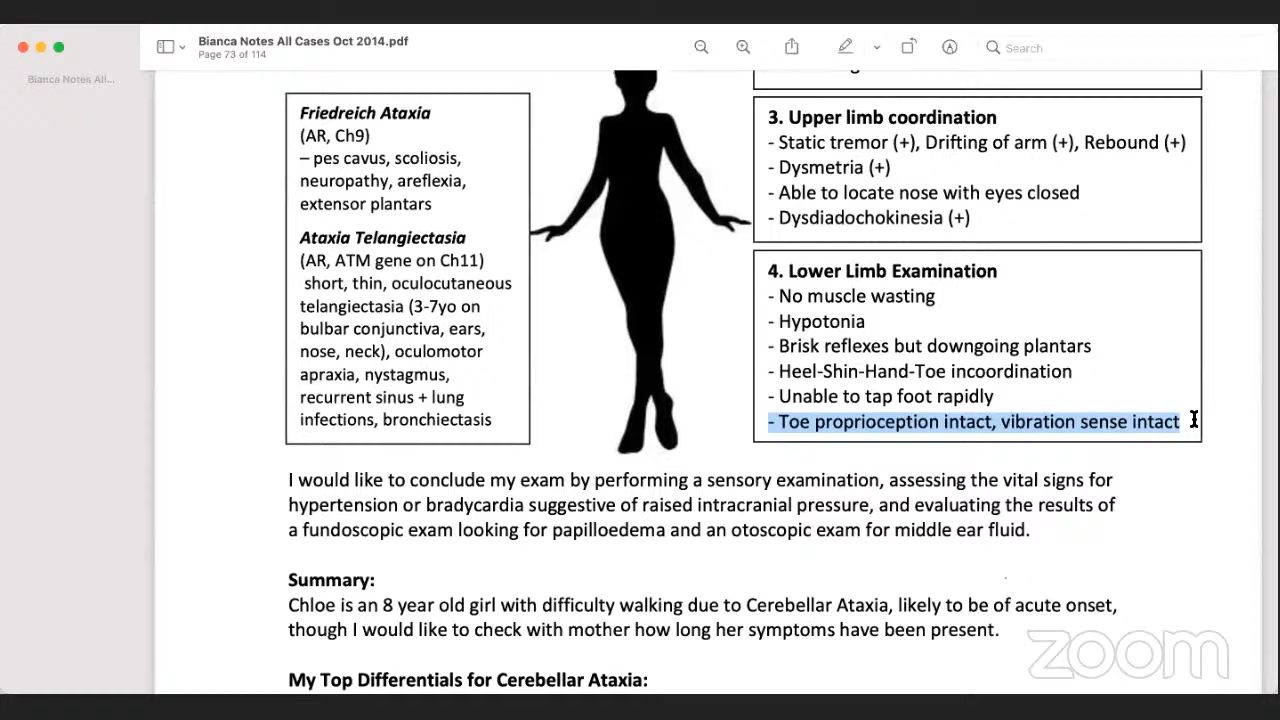 Bianca Notes All Cases Oct 2014.pdf
Page 73 of 114
Search
Bianca Notes All...
Friedreich Ataxia
(AR, Ch9)
– pes cavus, scoliosis,
neuropathy, areflexia,
extensor plantars
Ataxia Telangiectasia
(AR, ATM gene on Ch11)
short, thin, oculocutaneous
telangiectasia (3-7yo on
bulbar conjunctiva, ears,
nose, neck), oculomotor
apraxia, nystagmus,
recurrent sinus + lung
infections, bronchiectasis
3. Upper limb coordination
- Static tremor (+), Drifting of arm (+), Rebound (+)
- Dysmetria (+)
- Able to locate nose with eyes closed
- Dysdiadochokinesia (+)
4. Lower Limb Examination
- No muscle wasting
- Hypotonia
- Brisk reflexes but downgoing plantars
- Heel-Shin-Hand-Toe incoordination
- Unable to tap foot rapidly
- Toe proprioception intact, vibration sense intact
I would like to conclude my exam by performing a sensory examination, assessing the vital signs for
hypertension or bradycardia suggestive of raised intracranial pressure, and evaluating the results of
a fundoscopic exam looking for papilloedema and an otoscopic exam for middle ear fluid.
Summary:
Chloe is an 8 year old girl with difficulty walking due to Cerebellar Ataxia, likely to be of acute onset,
though I would like to check with mother how long her symptoms have been present.
My Top Differentials for Cerebellar Ataxia:
zoom